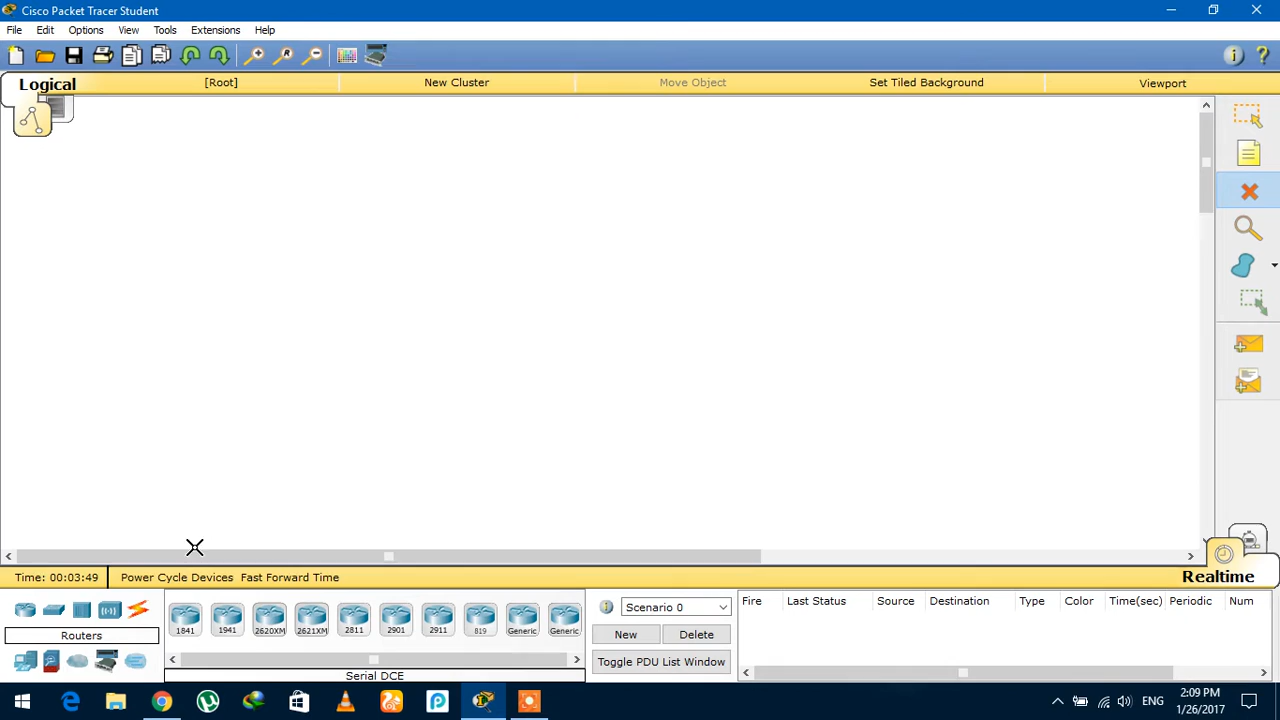 Cisco Packet Tracer Student
File Edit Options View Tools Extensions Help
Logical [Root] New Cluster Move Object Set Tiled Background Viewport
Time: 00:03:49 Power Cycle Devices Fast Forward Time Realtime
Routers
1841 1941 2620XM 2621XM 2811 2901 2911 819 Generic Generic
Serial DCE
Scenario 0
New Delete
Toggle PDU List Window
Fire Last Status Source Destination Type Color Time(sec) Periodic Num
ENG
2:09 PM
1/26/2017